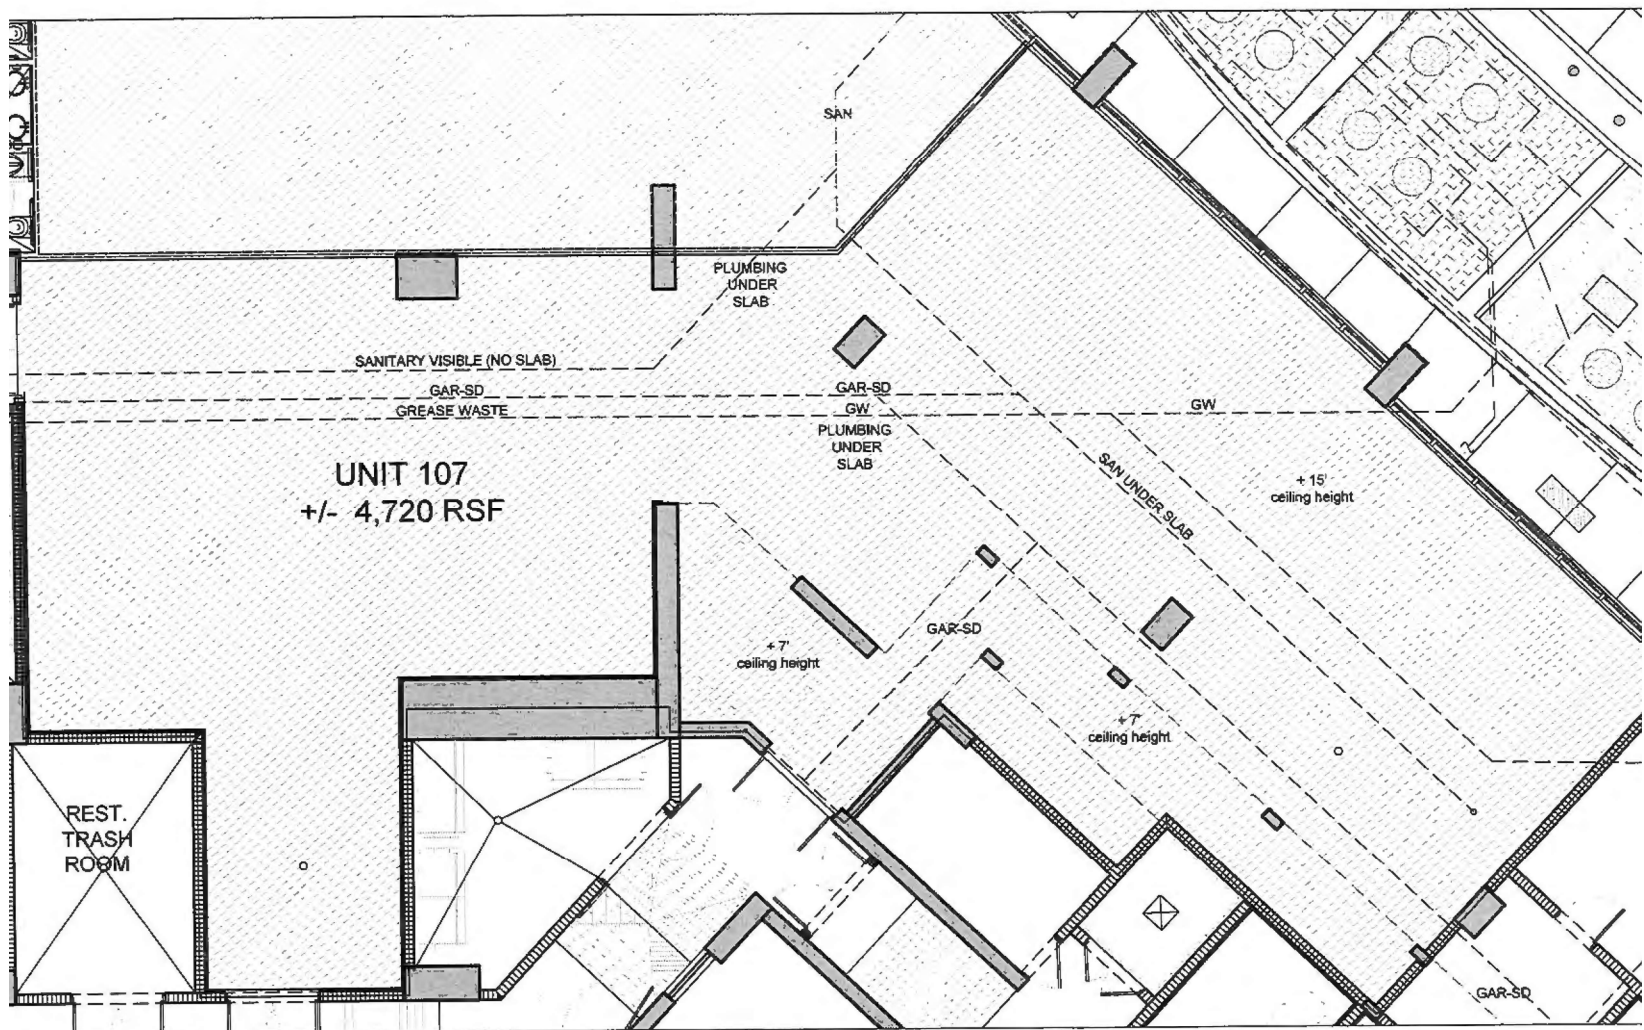 SAN
PLUMBING
UNDER
SLAB
SANITARY VISIBLE (NO SLAB)
GAR-SD
GAR-SD
GREASE WASTE
GW
GW
PLUMBING
UNDER
SLAB
UNIT 107
+/- 4,720 RSF
SAN UNDER SLAB
+ 15'
ceiling height
GAR-SD
+ 7'
ceiling height
+ 7'
ceiling height
REST.
TRASH
ROOM
GAR-SD